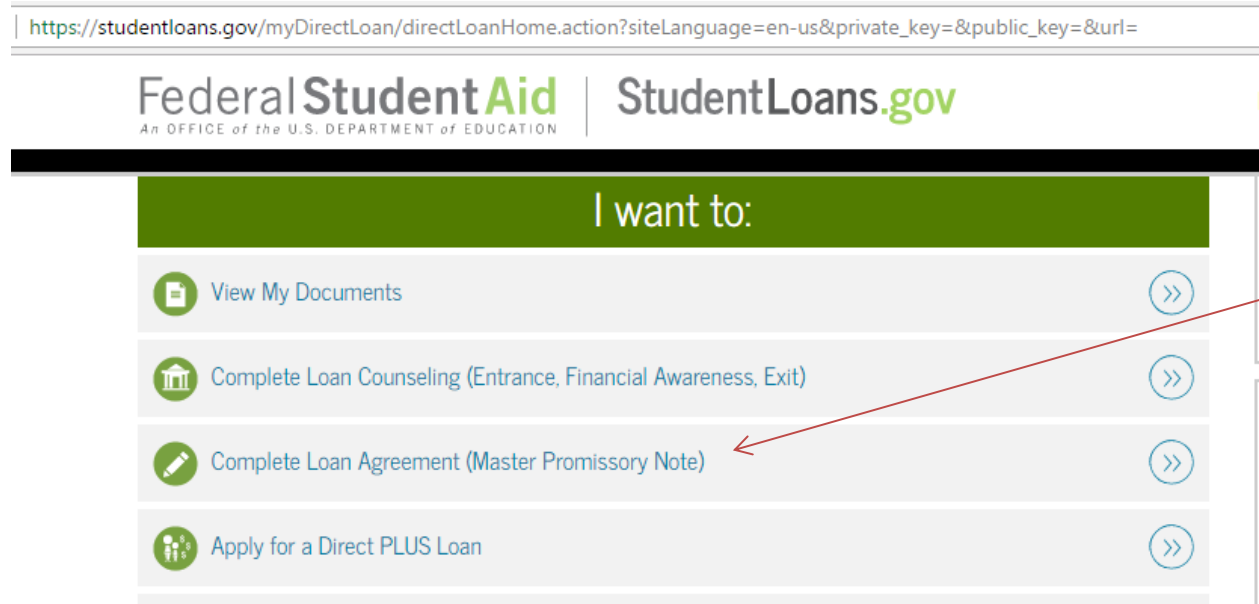 https://studentloans.gov/myDirectLoan/directLoanHome.action?siteLanguage=en-us&private_key=&public_key=&url=
Federal Student Aid StudentLoans.gov
An OFFICE of the U.S. DEPARTMENT of EDUCATION
I want to:
View My Documents
Complete Loan Counseling (Entrance, Financial Awareness, Exit)
Complete Loan Agreement (Master Promissory Note)
Apply for a Direct PLUS Loan